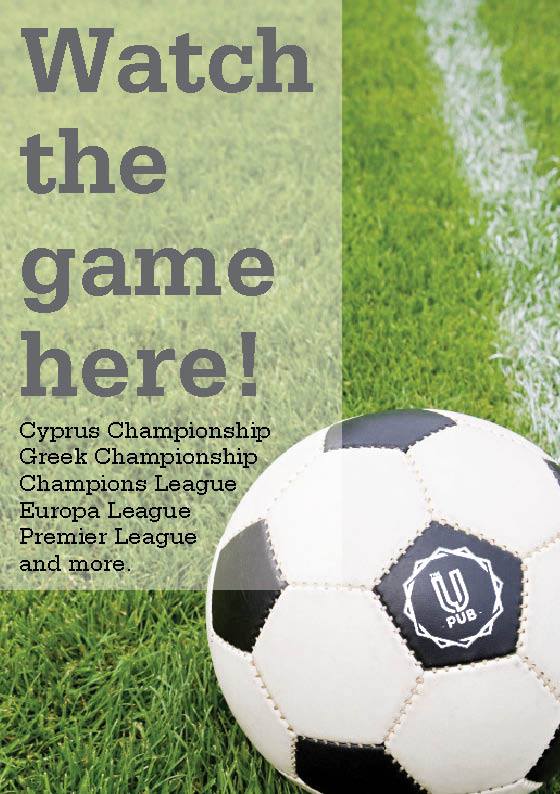 Watch
the
game
here!
Cyprus Championship
Greek Championship
Champions League
Europa League
Premier League
and more.
U
PUB